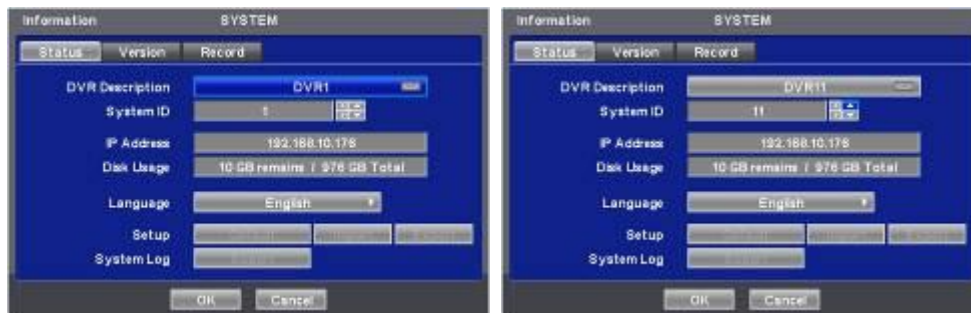 Information SYSTEM
Status Version Record
DVR Description DVR1
System ID 1
IP Address 192.168.10.176
Disk Usage 10 GB remains / 976 GB Total
Language English
Setup
System Log
OK Cancel
Information SYSTEM
Status Version Record
DVR Description DVR11
System ID 11
IP Address 192.168.10.176
Disk Usage 10 GB remains / 976 GB Total
Language English
Setup
System Log
OK Cancel